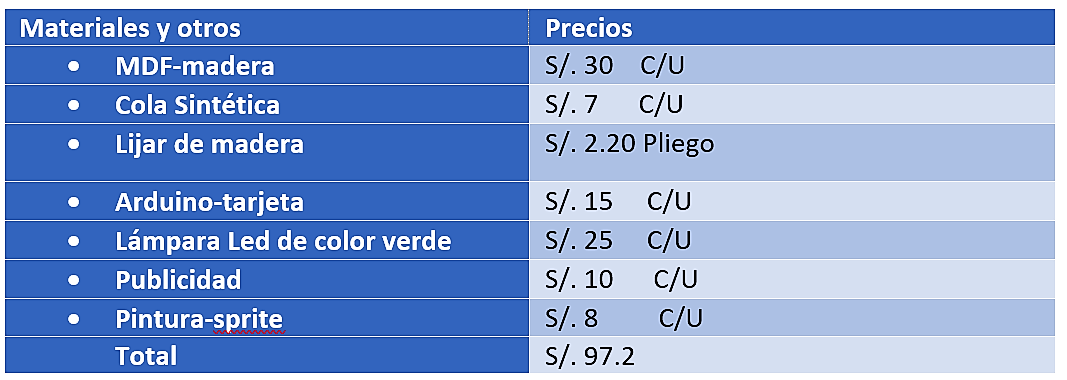 Materiales y otros Precios
• MDF-madera S/. 30 C/U
• Cola Sintética S/. 7 C/U
• Lijar de madera S/. 2.20 Pliego
• Arduino-tarjeta S/. 15 C/U
• Lámpara Led de color verde S/. 25 C/U
• Publicidad S/. 10 C/U
• Pintura-sprite S/. 8 C/U
Total S/. 97.2